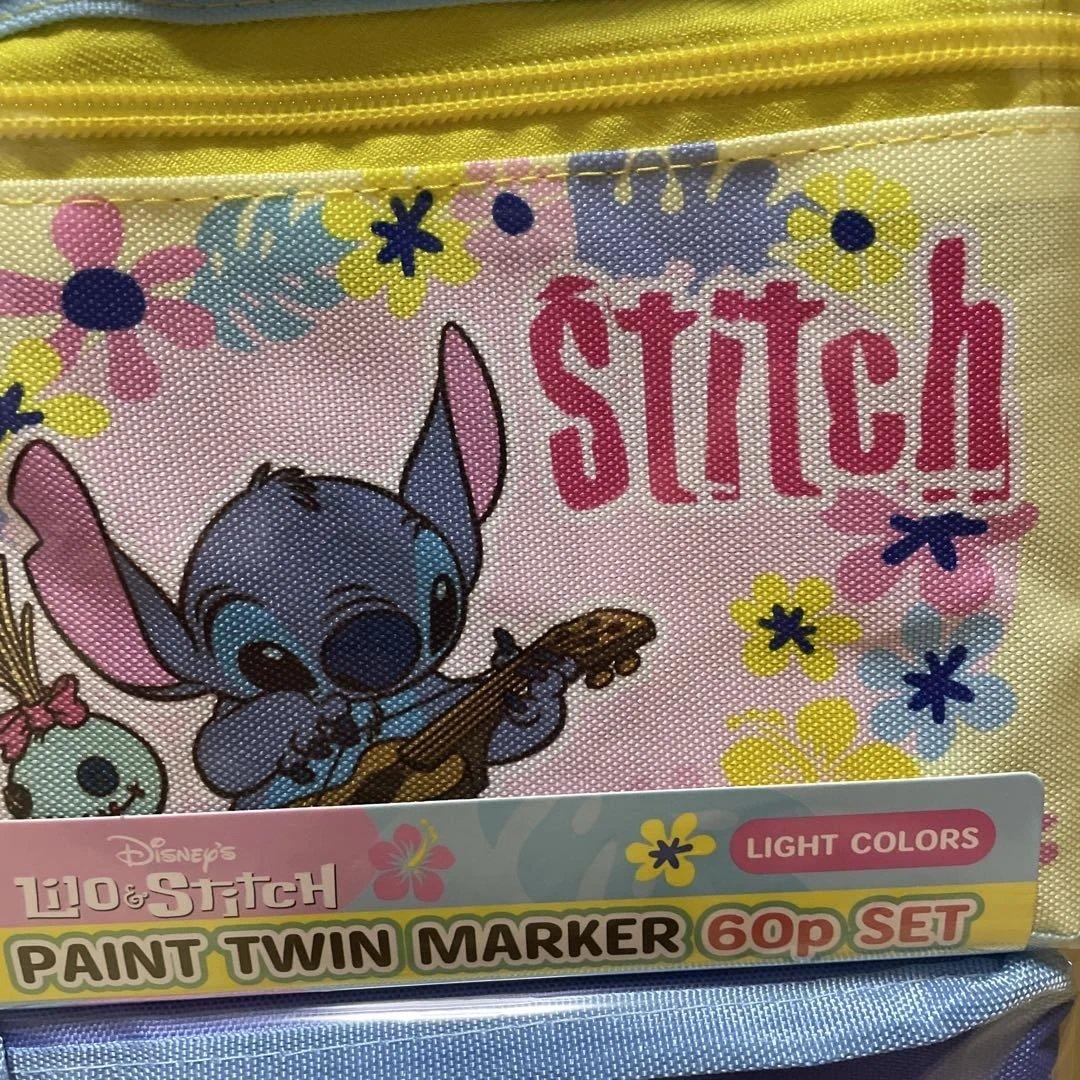 Stitch
Disney's
Lilo & Stitch
LIGHT COLORS
PAINT TWIN MARKER 60p SET